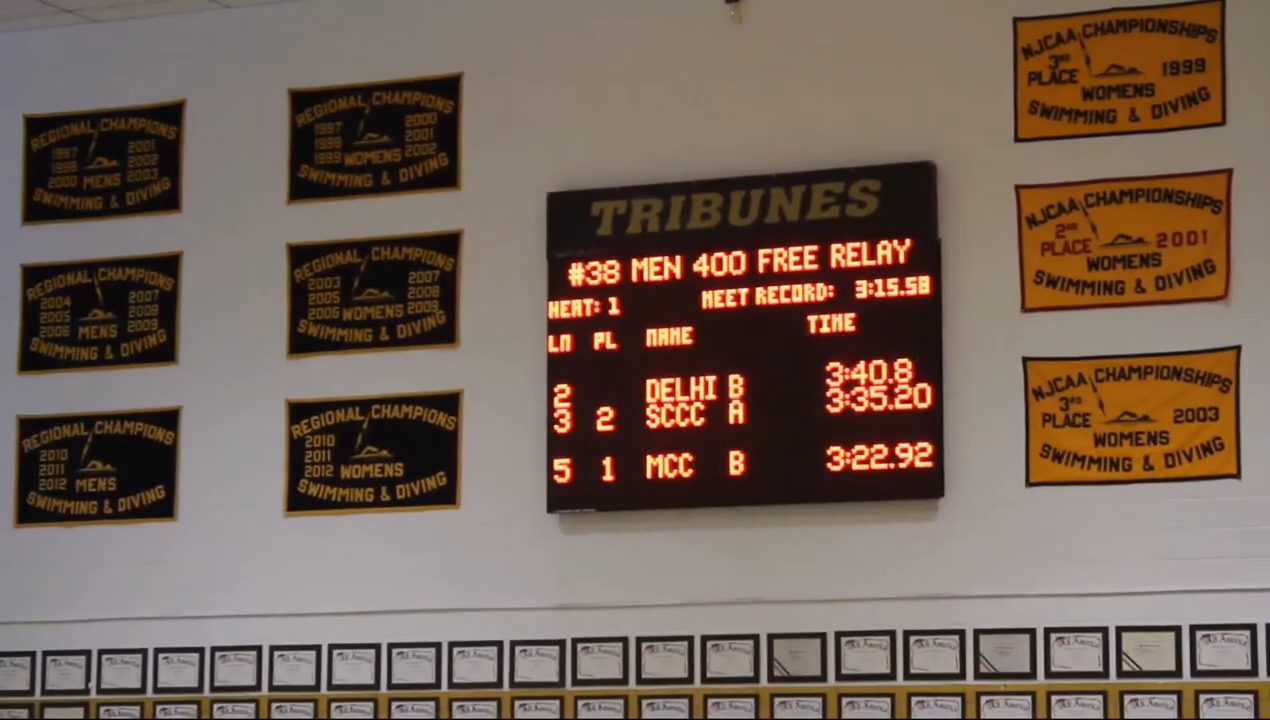 REGIONAL CHAMPIONS
1997 2001
1998 2002
2000 MENS 2003
SWIMMING & DIVING
REGIONAL CHAMPIONS
2004 2007
2005 2008
2006 MENS 2009
SWIMMING & DIVING
REGIONAL CHAMPIONS
2010
2011
2012 MENS
SWIMMING & DIVING
REGIONAL CHAMPIONS
1997 2000
1998 2001
1999 WOMENS 2002
SWIMMING & DIVING
REGIONAL CHAMPIONS
2003 2007
2005 2008
2006 WOMENS 2009
SWIMMING & DIVING
REGIONAL CHAMPIONS
2010
2011
2012 WOMENS
SWIMMING & DIVING
TRIBUNES
#38 MEN 400 FREE RELAY
HEAT: 1 MEET RECORD: 3:15.58
LN PL NAME TIME
2 DELHI B 3:40.8
3 2 SCCC A 3:35.20
5 1 MCC B 3:22.92
NJCAA CHAMPIONSHIPS
3RD PLACE 1999
WOMENS
SWIMMING & DIVING
NJCAA CHAMPIONSHIPS
2ND PLACE 2001
WOMENS
SWIMMING & DIVING
NJCAA CHAMPIONSHIPS
3RD PLACE 2003
WOMENS
SWIMMING & DIVING
All America